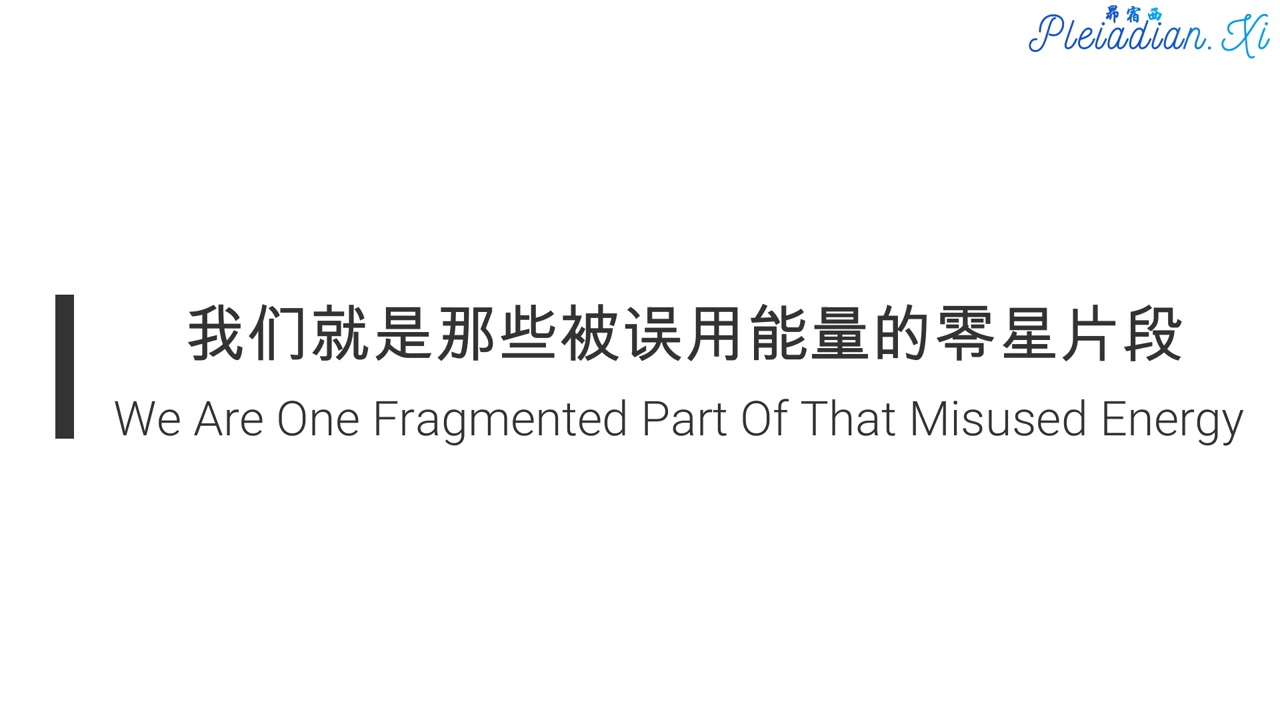 昴宿西
Pleiadian. Xi
我们就是那些被误用能量的零星片段
We Are One Fragmented Part Of That Misused Energy